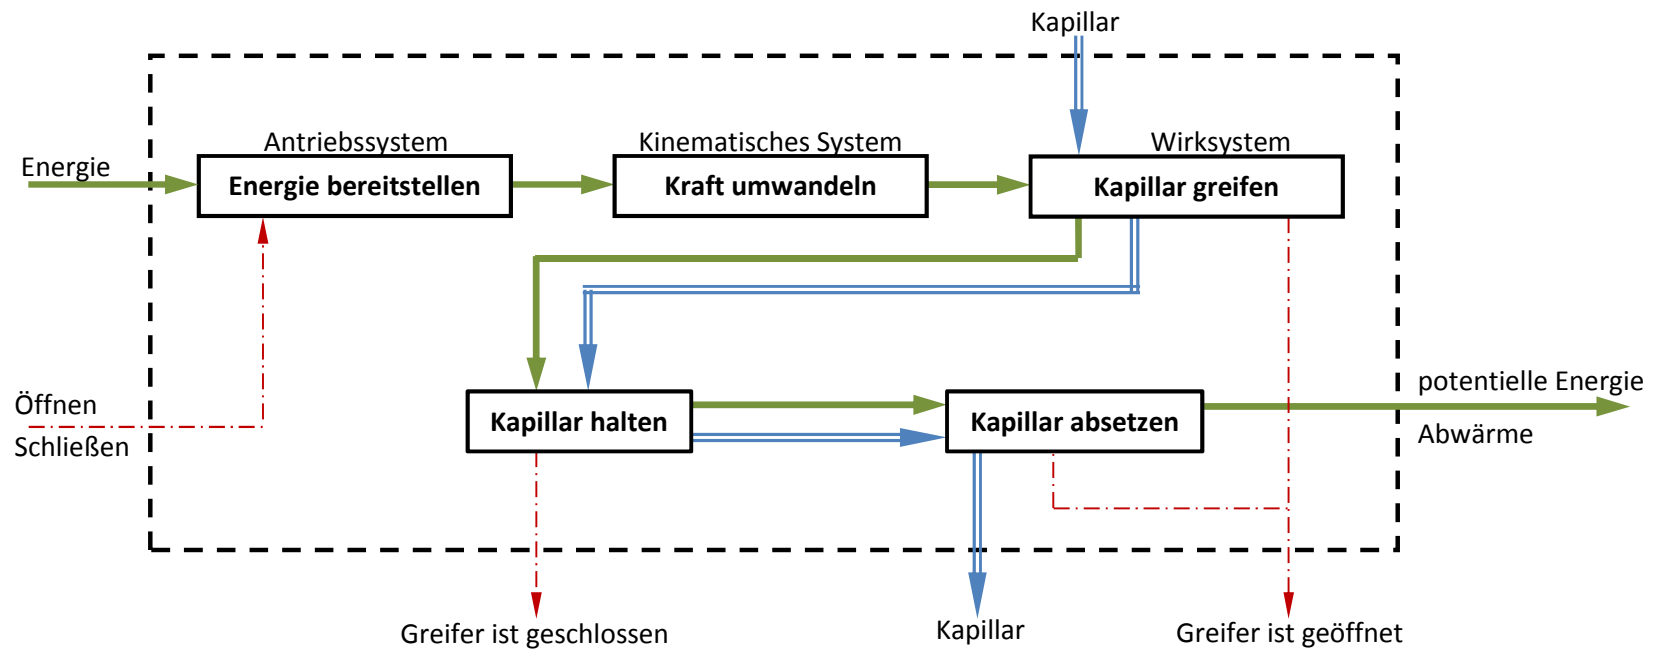 Kapillar
Antriebssystem
Kinematisches System
Wirksystem
Energie
Energie bereitstellen
Kraft umwandeln
Kapillar greifen
Öffnen
Schließen
Kapillar halten
Kapillar absetzen
potentielle Energie
Abwärme
Greifer ist geschlossen
Kapillar
Greifer ist geöffnet